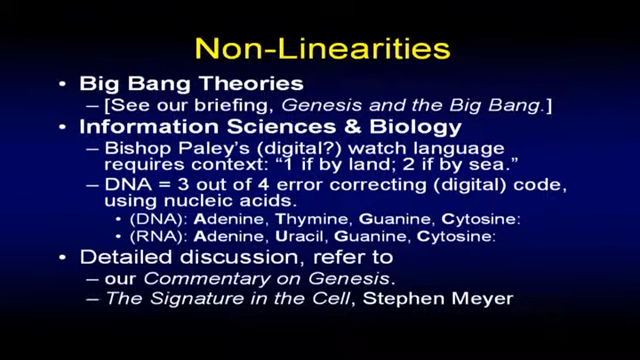 Non-Linearities
• Big Bang Theories
– [See our briefing, Genesis and the Big Bang.]
• Information Sciences & Biology
– Bishop Paley's (digital?) watch language
requires context: "1 if by land; 2 if by sea."
– DNA = 3 out of 4 error correcting (digital) code,
using nucleic acids.
• (DNA): Adenine, Thymine, Guanine, Cytosine:
• (RNA): Adenine, Uracil, Guanine, Cytosine:
• Detailed discussion, refer to
– our Commentary on Genesis.
– The Signature in the Cell, Stephen Meyer